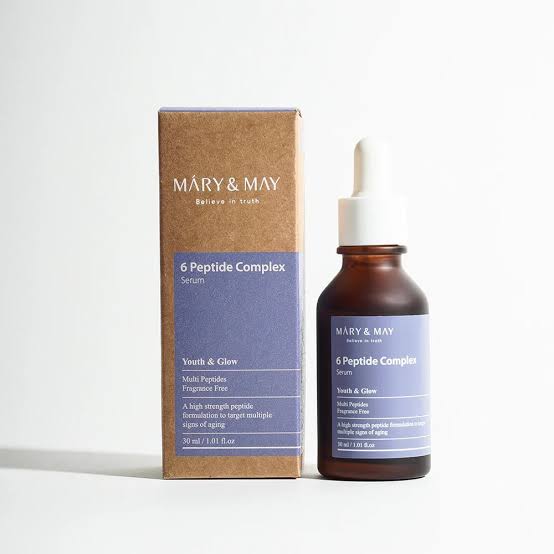 MÁRY & MAY
Believe in truth
6 Peptide Complex
Serum
Youth & Glow
Multi Peptides
Fragrance Free
A high strength peptide
formulation to target multiple
signs of aging
30 ml / 1.01 fl.oz
MÁRY & MAY
Believe in truth
6 Peptide Complex
Serum
Youth & Glow
Multi Peptides
Fragrance Free
A high strength peptide formulation to target
multiple signs of aging
30 ml / 1.01 fl.oz